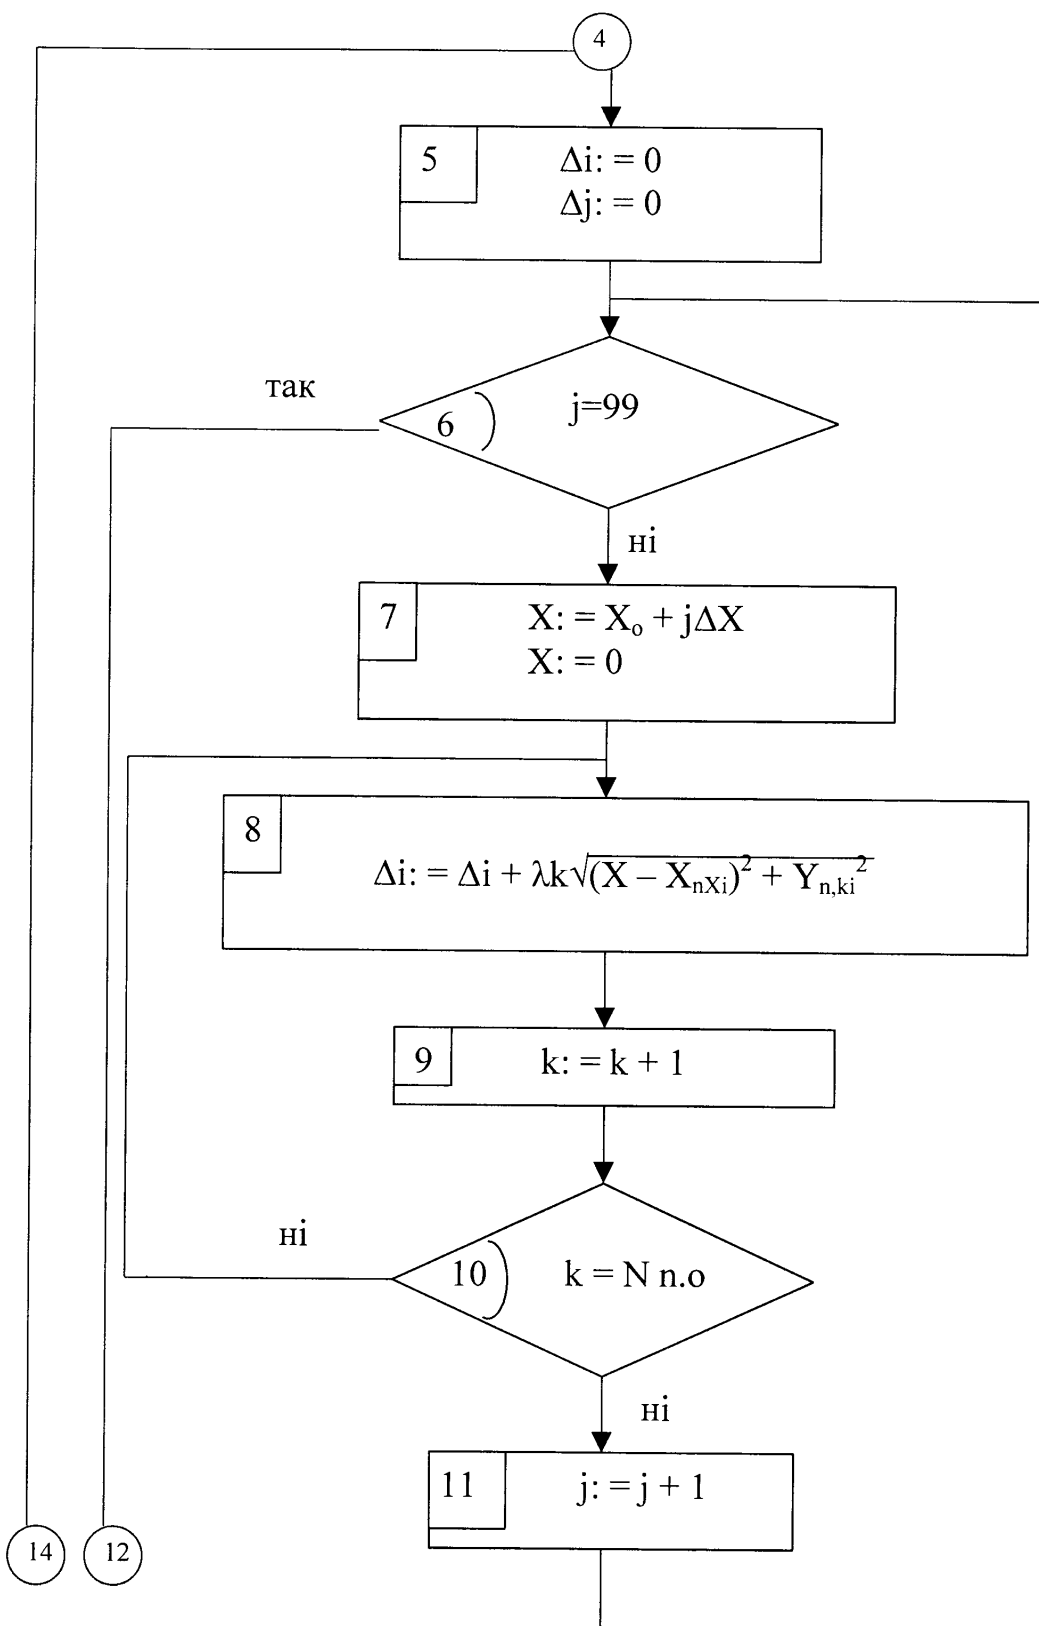 4
5
Δi: = 0
Δj: = 0
так
6
j=99
ні
7
X: = Xₒ + jΔX
X: = 0
8
Δi: = Δi + λk√(X – XₙXᵢ)² + Yₙ,ₖᵢ²
9
k: = k + 1
ні
10
k = N n.o
ні
11
j: = j + 1
14
12